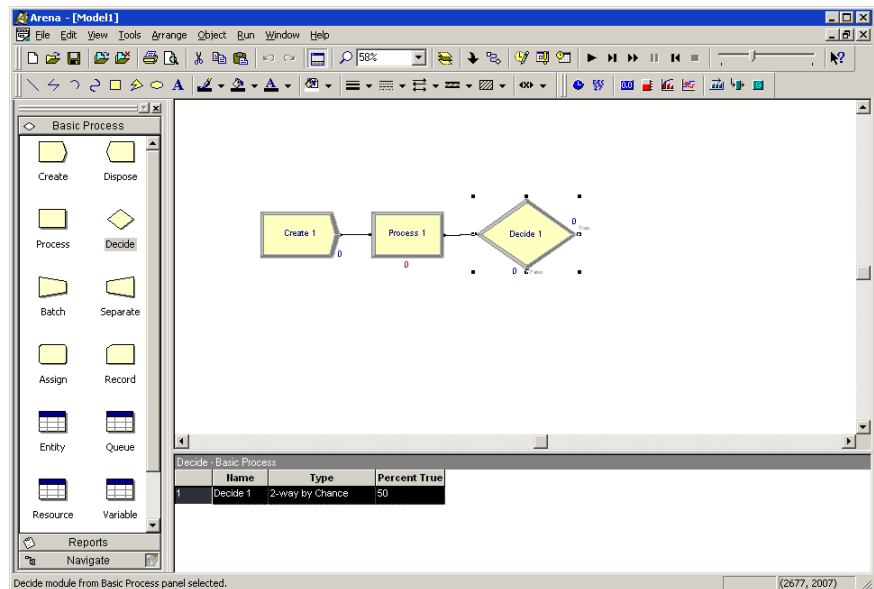 Arena - [Model1]
File Edit View Tools Arrange Object Run Window Help
58%
Basic Process
Create Dispose
Process Decide
Batch Separate
Assign Record
Entity Queue
Resource Variable
Reports
Navigate
Create 1
0
Process 1
0
Decide 1
0
True
0
False
Decide - Basic Process
Name Type Percent True
1 Decide 1 2-way by Chance 50
Decide module from Basic Process panel selected.
(2677, 2007)